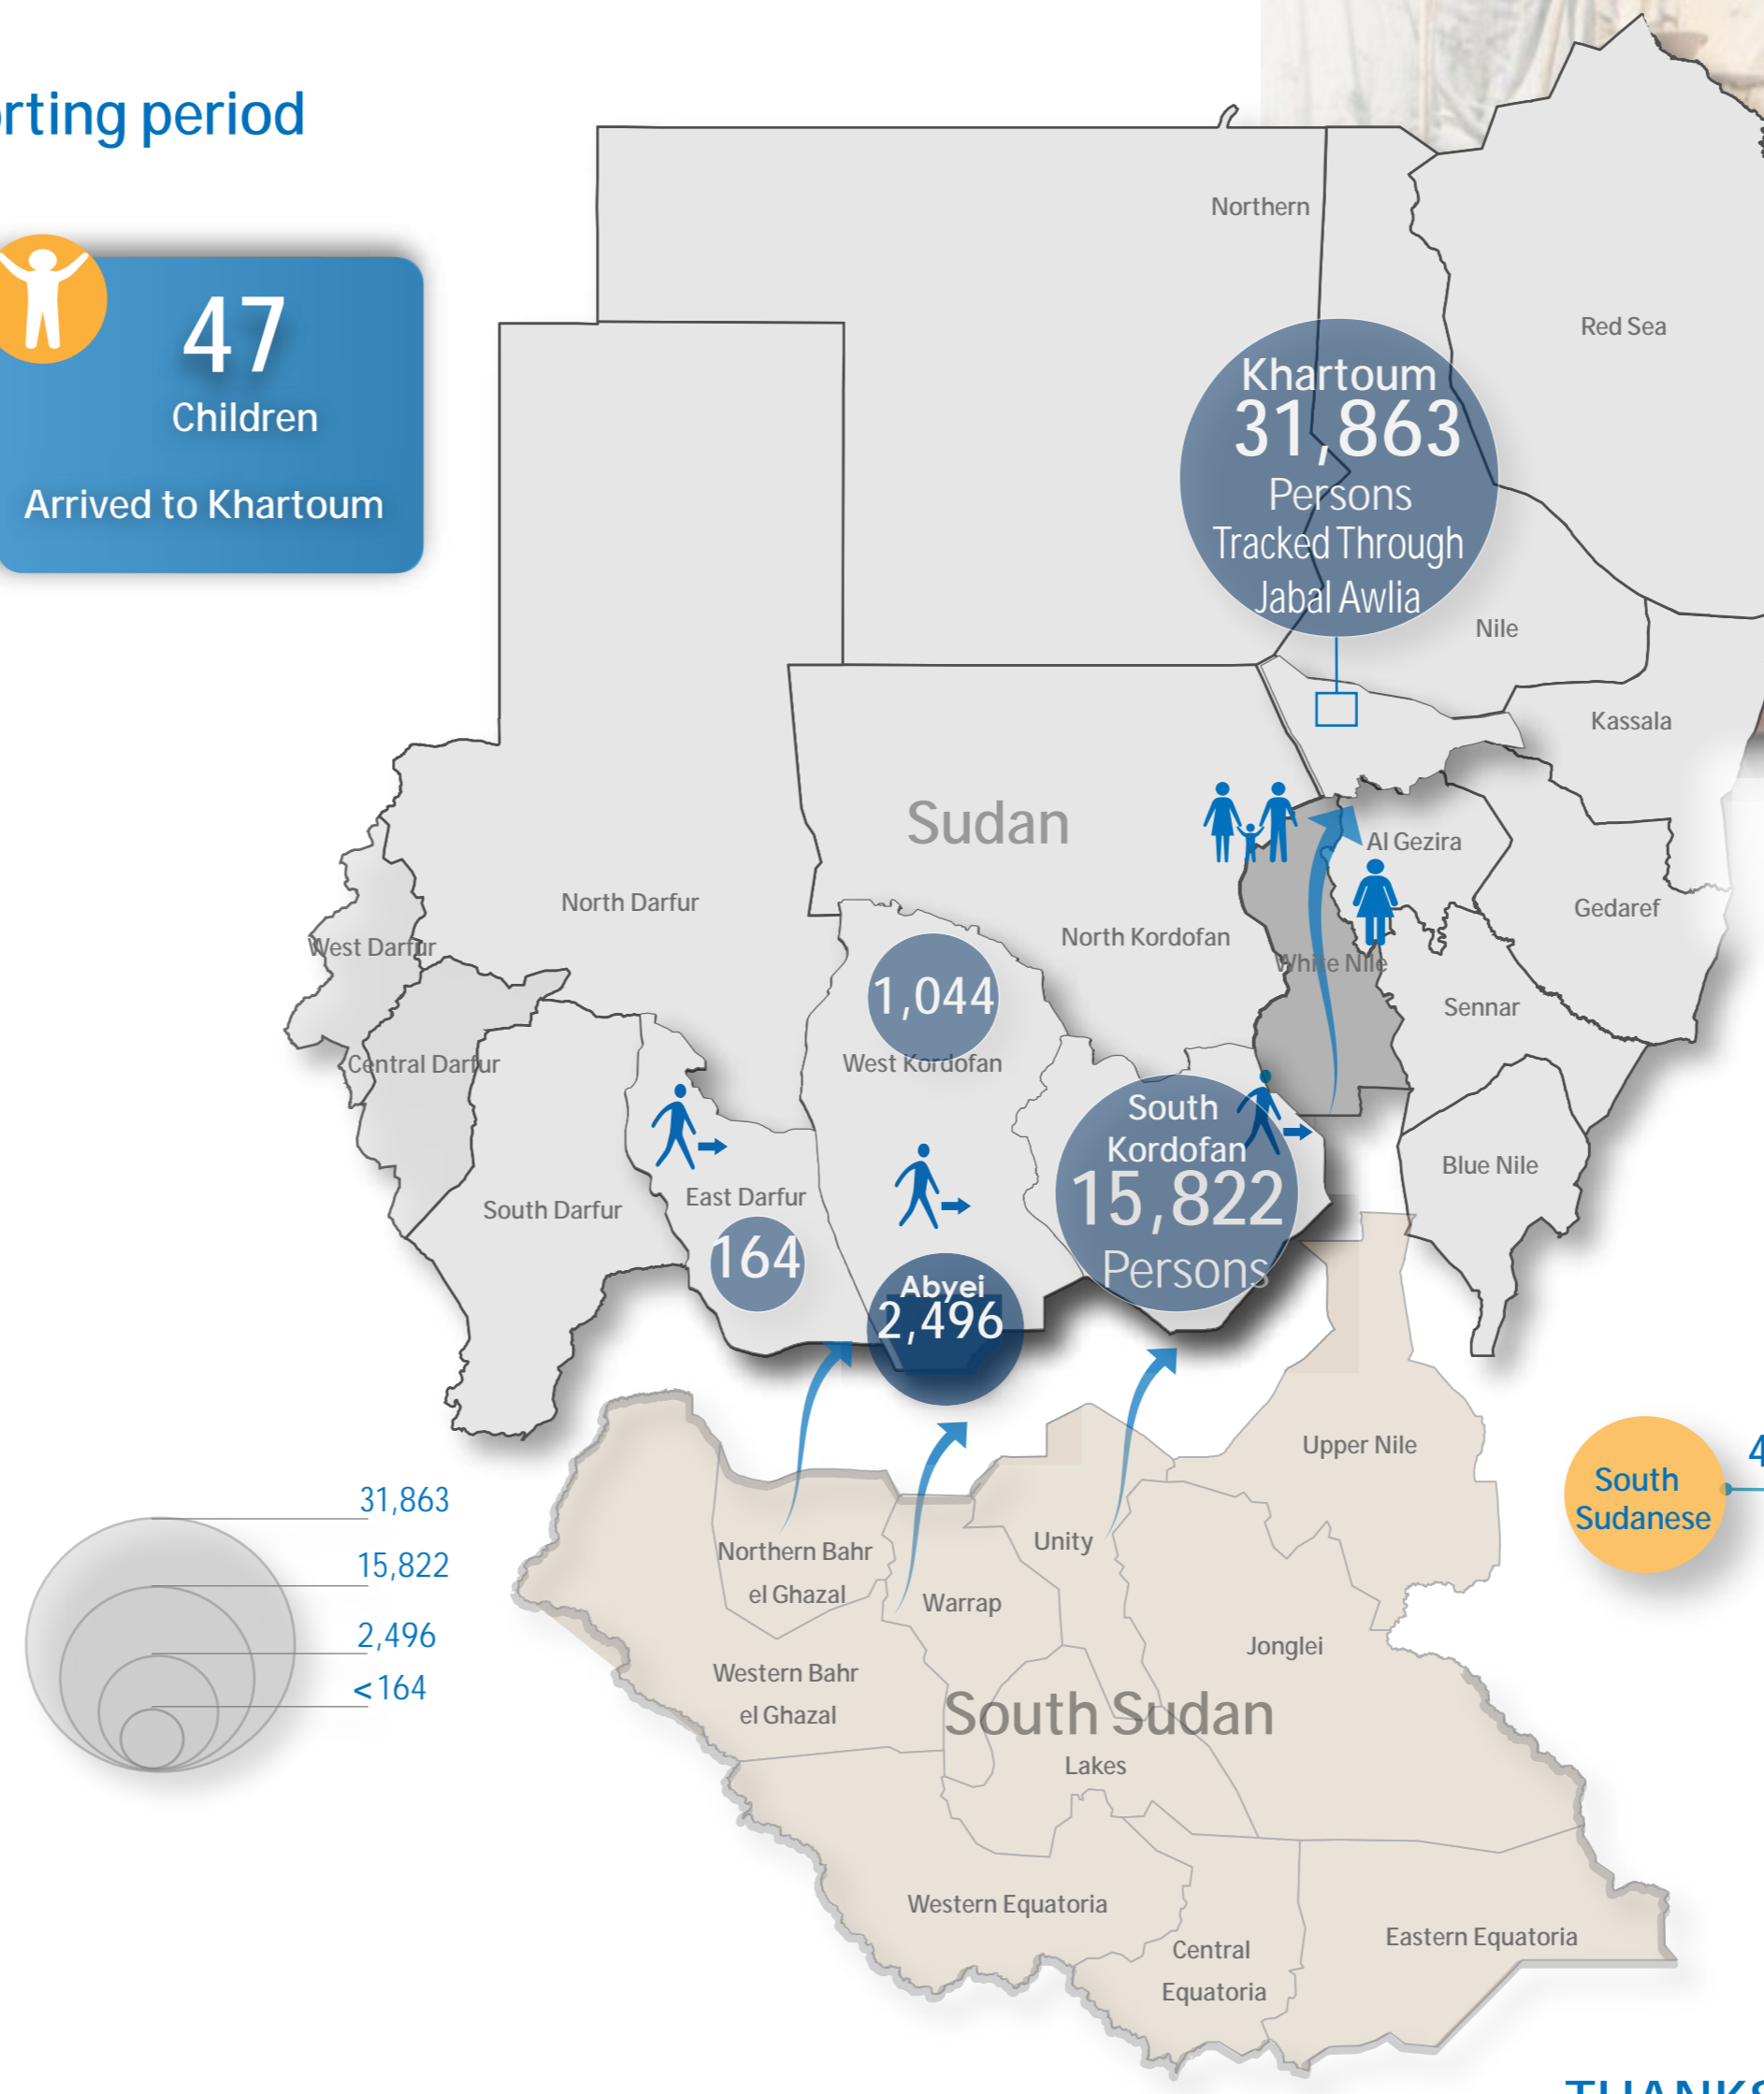 rting period
47
Children
Arrived to Khartoum
Northern
Red Sea
Khartoum
31,863
Persons
Tracked Through
Jabal Awlia
Nile
Kassala
Sudan
Al Gezira
North Darfur
Gedaref
North Kordofan
West Darfur
White Nile
1,044
Sennar
West Kordofan
Central Darfur
South
Kordofan
15,822
Persons
Blue Nile
East Darfur
South Darfur
164
Abyei
2,496
Upper Nile
4
South
Sudanese
31,863
15,822
2,496
<164
Northern Bahr
el Ghazal
Unity
Warrap
Jonglei
Western Bahr
el Ghazal
South Sudan
Lakes
Western Equatoria
Eastern Equatoria
Central
Equatoria
THANKS